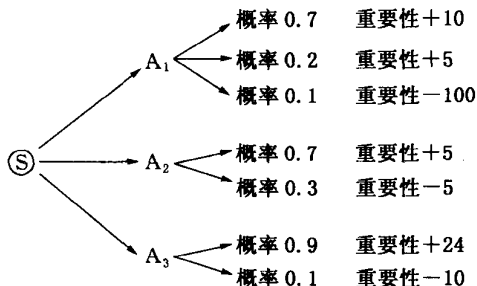 概率 0.7 重要性+10
A₁ 概率 0.2 重要性+5
概率 0.1 重要性-100
概率 0.7 重要性+5
S A₂
概率 0.3 重要性-5
概率 0.9 重要性+24
A₃
概率 0.1 重要性-10